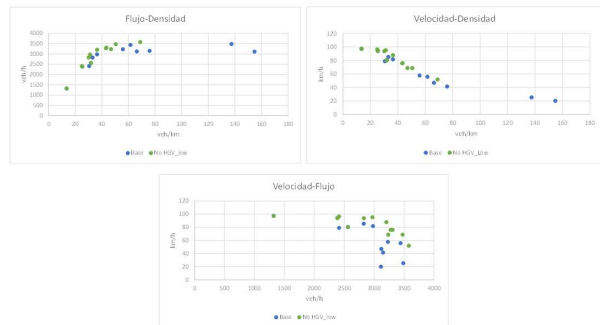 Flujo-Densidad
4000
3500
3000
2500
2000
1500
1000
500
0
veh/h
0 20 40 60 80 100 120 140 160 180
veh/km
Base No HGV_low
Velocidad-Densidad
120
100
80
60
40
20
0
km/h
0 20 40 60 80 100 120 140 160 180
veh/km
Base No HGV_Low
Velocidad-Flujo
120
100
80
60
40
20
0
km/h
0 500 1000 1500 2000 2500 3000 3500 4000
veh/h
Base No HGV_low